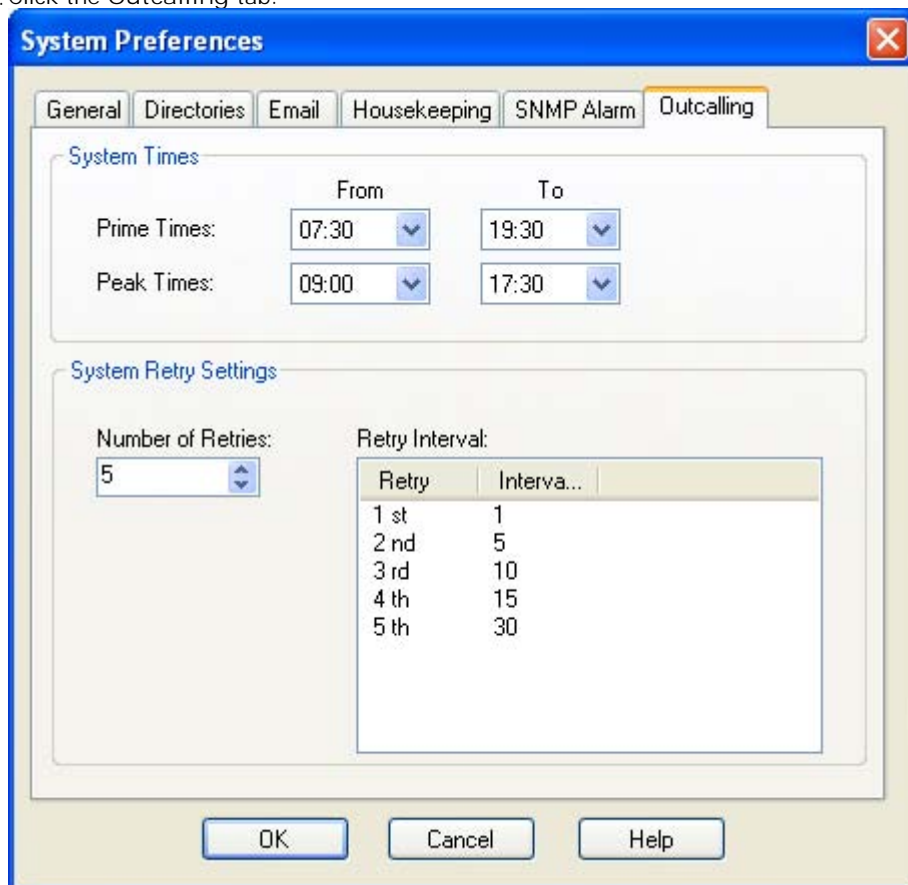 . Click the Outcalling tab.
System Preferences
General Directories Email Housekeeping SNMP Alarm Outcalling
System Times
From To
Prime Times: 07:30 19:30
Peak Times: 09:00 17:30
System Retry Settings
Number of Retries: Retry Interval:
5
Retry Interva...
1 st 1
2 nd 5
3 rd 10
4 th 15
5 th 30
OK Cancel Help